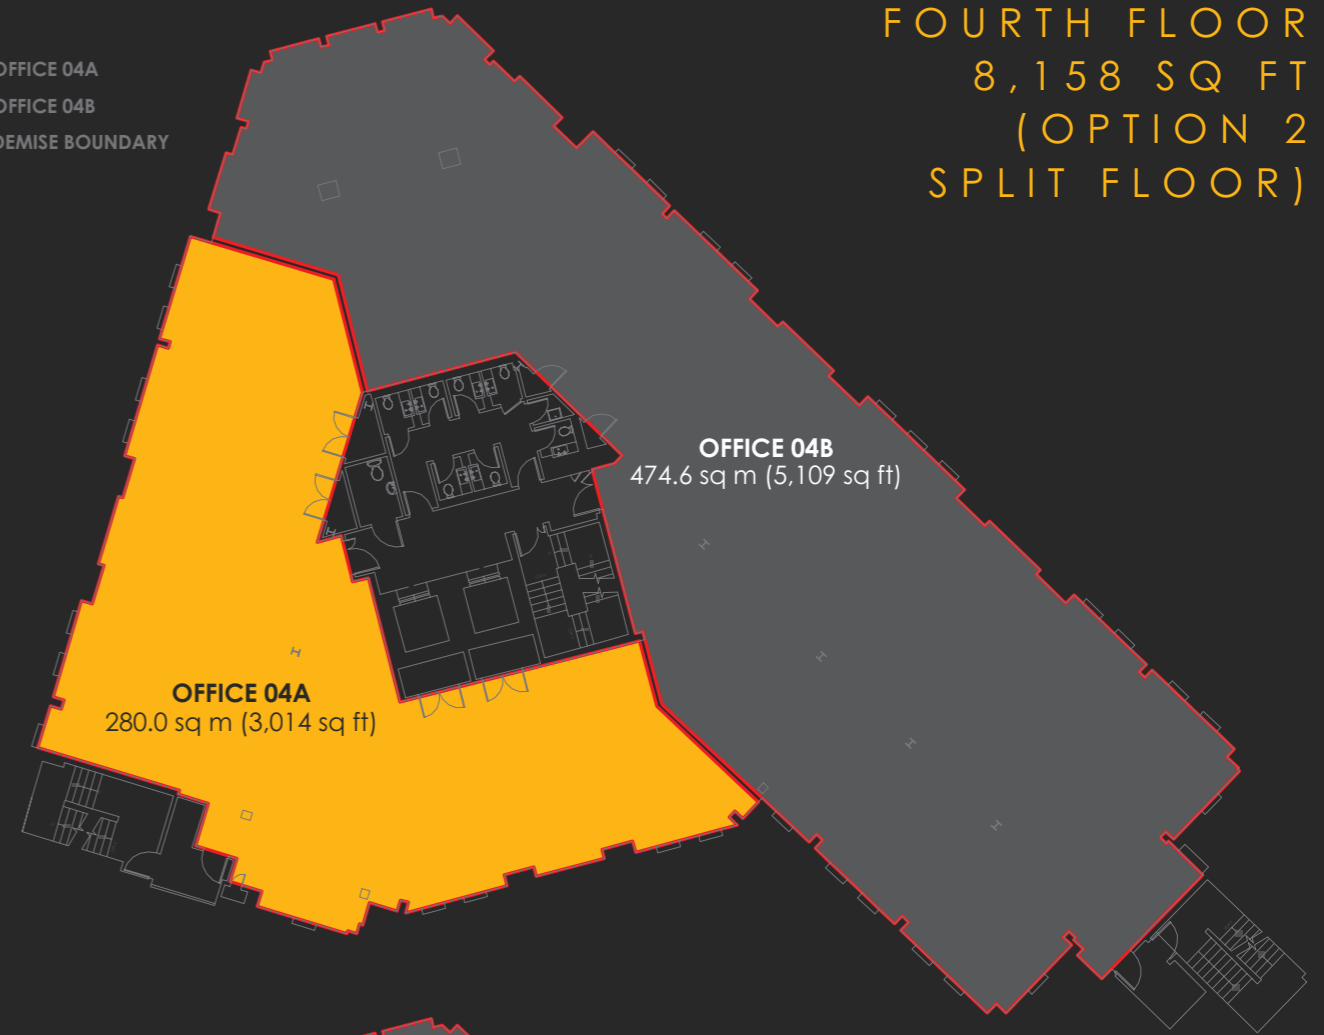 FOURTH FLOOR
8,158 SQ FT
(OPTION 2
SPLIT FLOOR)
OFFICE 04A
OFFICE 04B
DEMISE BOUNDARY
OFFICE 04B
474.6 sq m (5,109 sq ft)
OFFICE 04A
280.0 sq m (3,014 sq ft)